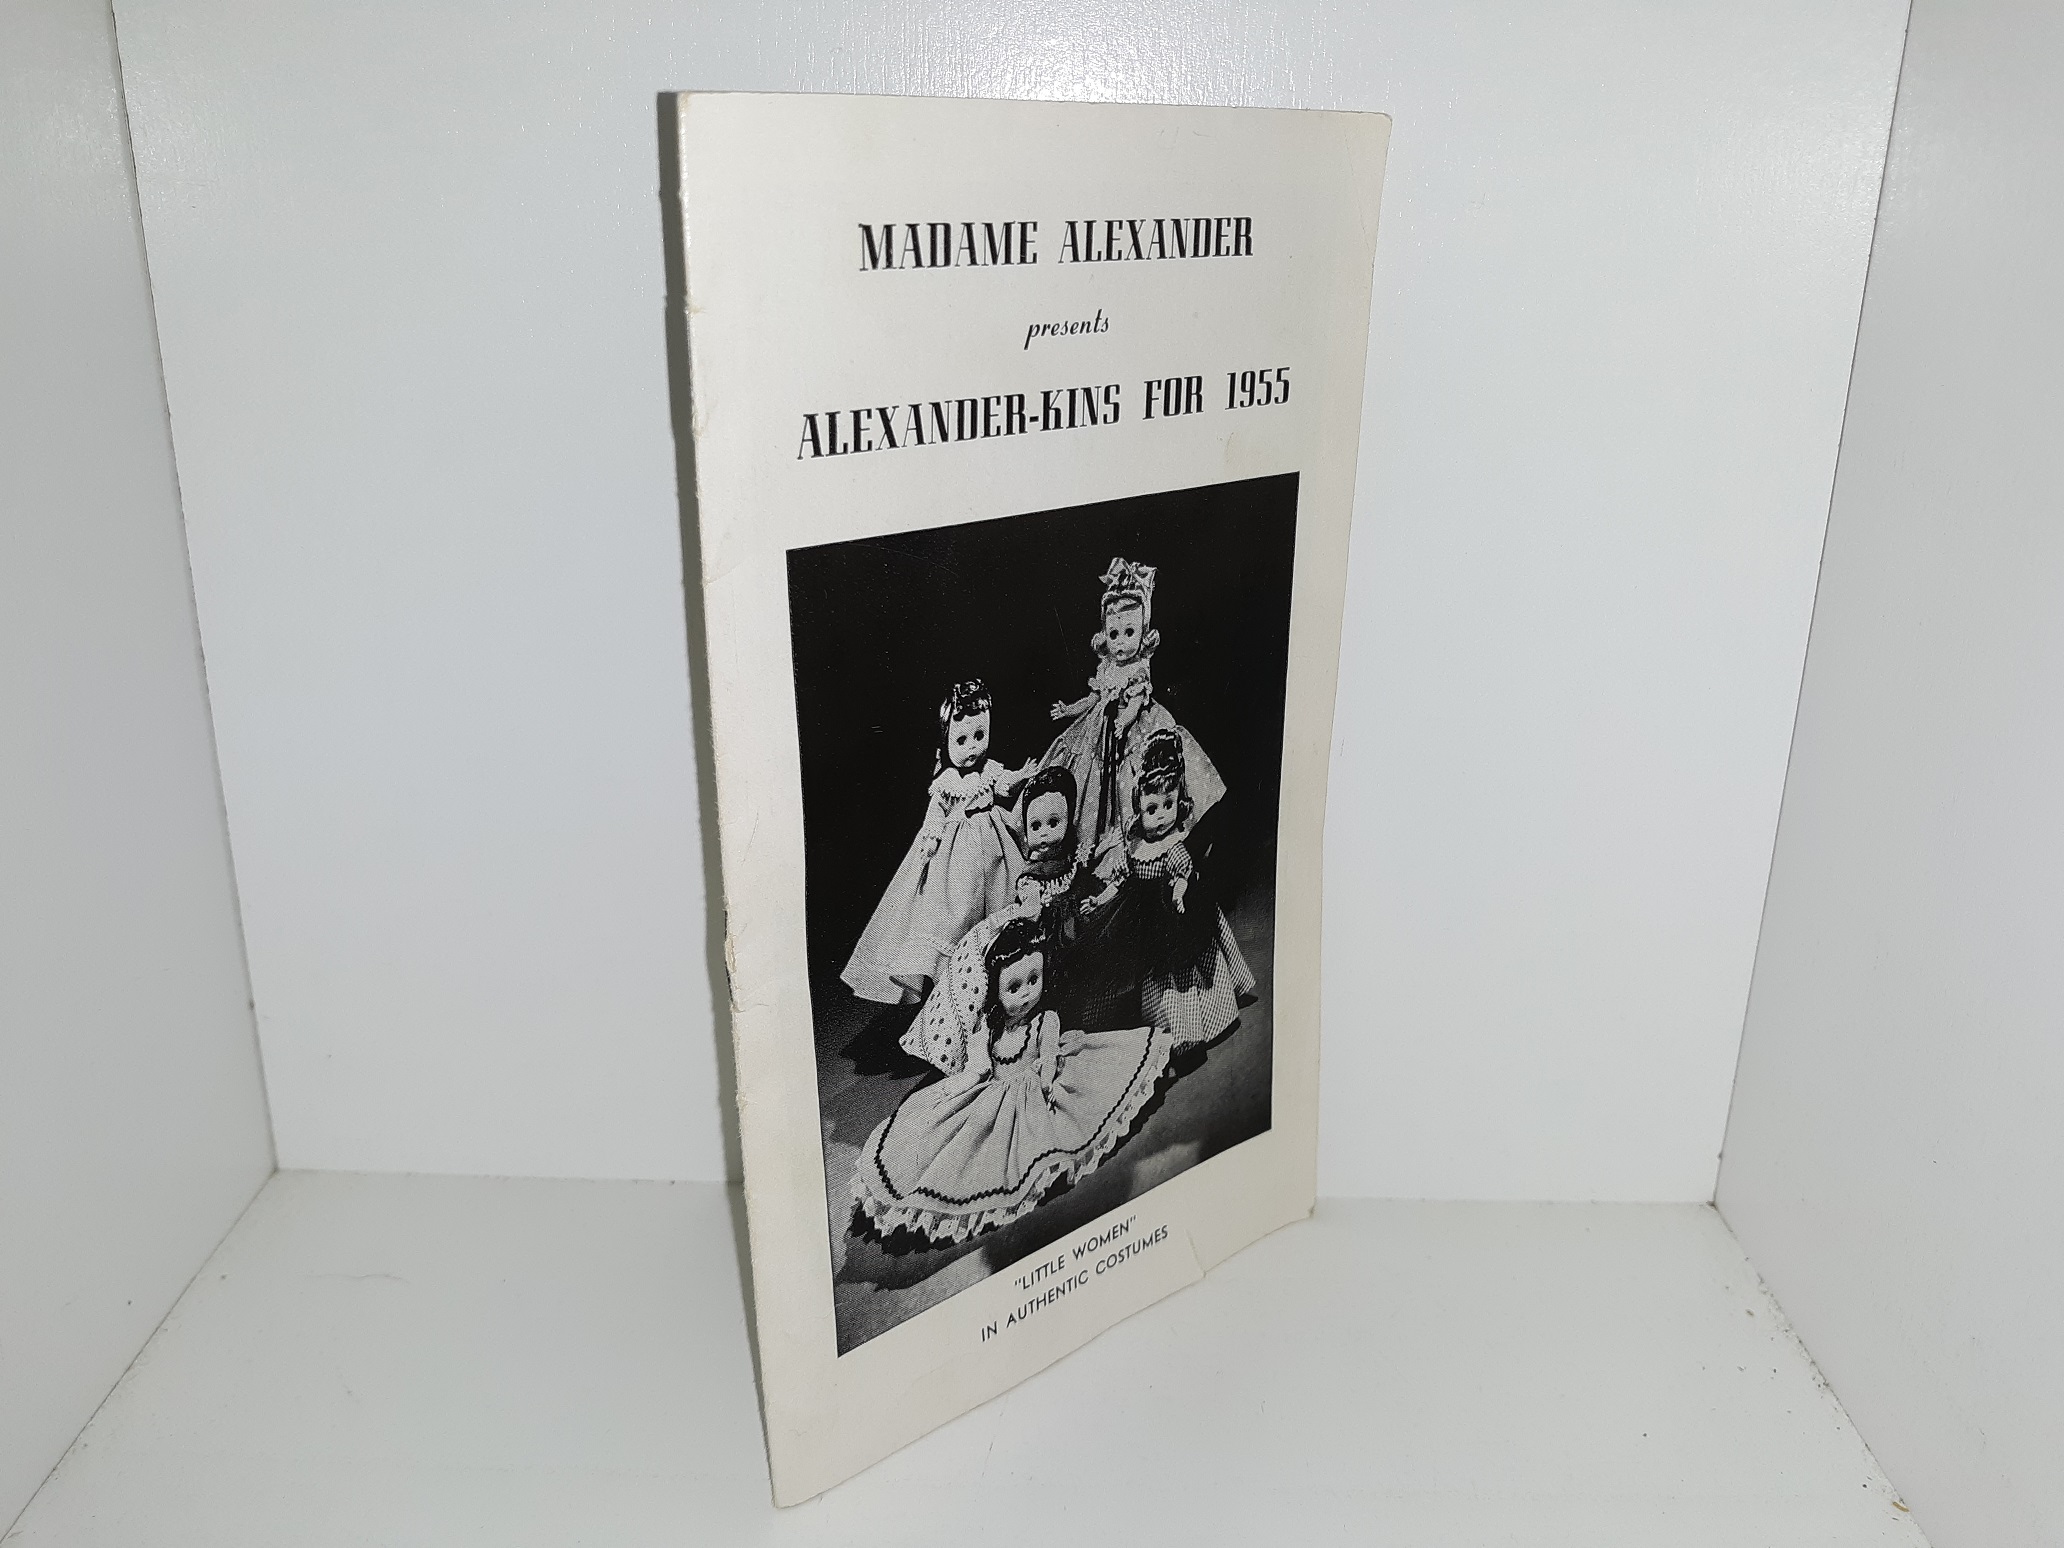 MADAME ALEXANDER
presents
ALEXANDER-KINS FOR 1955
"LITTLE WOMEN"
IN AUTHENTIC COSTUMES